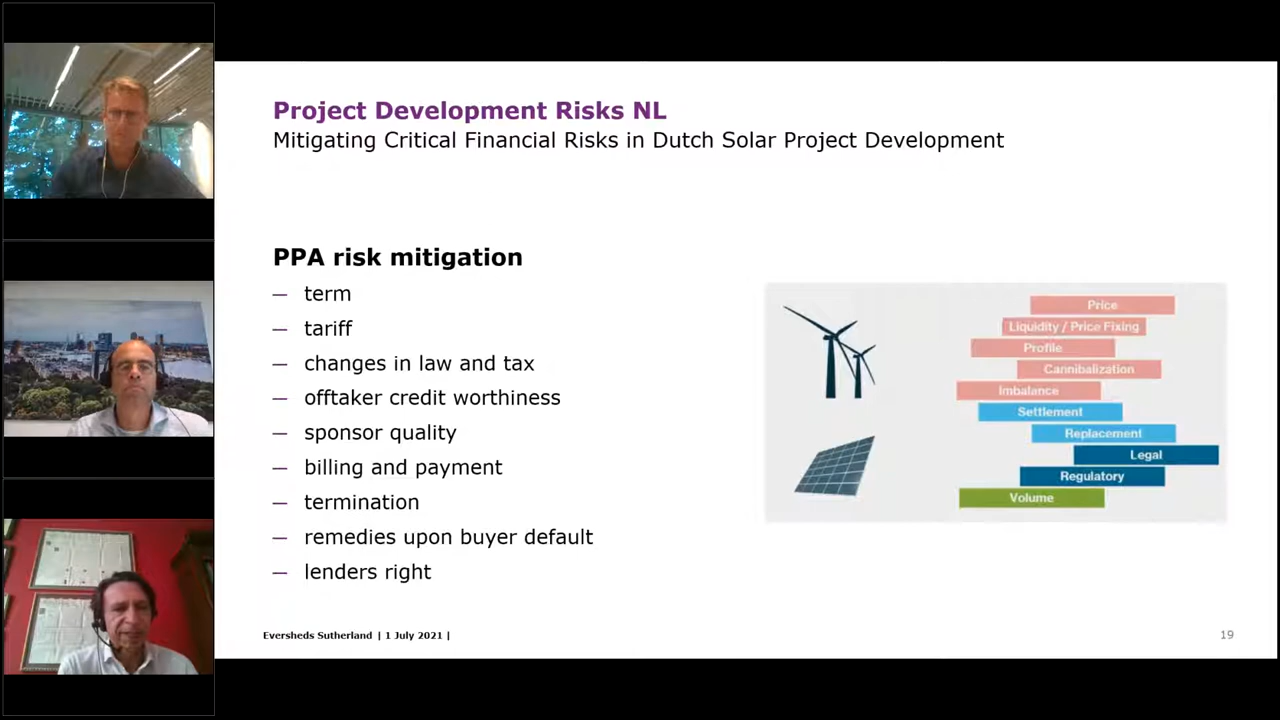 Project Development Risks NL
Mitigating Critical Financial Risks in Dutch Solar Project Development
PPA risk mitigation
— term
— tariff
— changes in law and tax
— offtaker credit worthiness
— sponsor quality
— billing and payment
— termination
— remedies upon buyer default
— lenders right
Price
Liquidity / Price Fixing
Profile
Cannibalization
Imbalance
Settlement
Replacement
Legal
Regulatory
Volume
Eversheds Sutherland | 1 July 2021 |
19